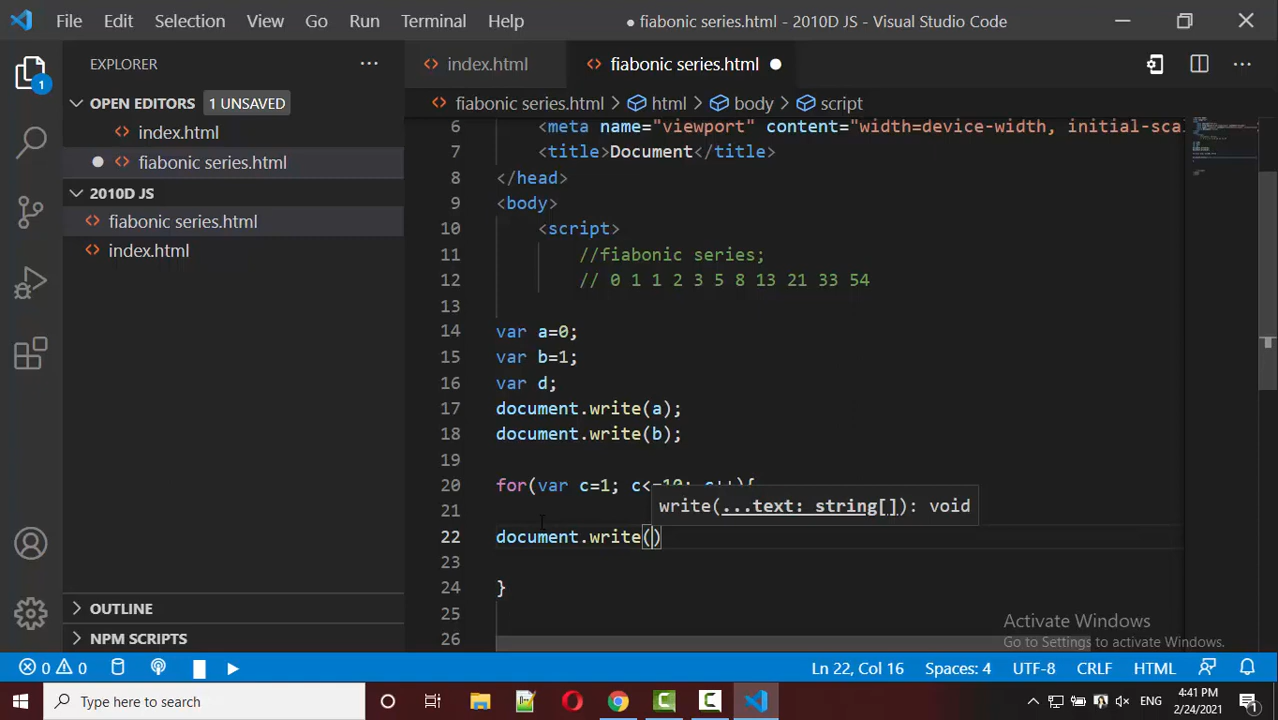 File Edit Selection View Go Run Terminal Help
● fiabonic series.html - 2010D JS - Visual Studio Code
EXPLORER
1
OPEN EDITORS 1 UNSAVED
index.html
fiabonic series.html
2010D JS
fiabonic series.html
index.html
OUTLINE
NPM SCRIPTS
index.html fiabonic series.html
fiabonic series.html > html > body > script
6 <meta name="viewport" content="width=device-width, initial-sca
7 <title>Document</title>
8 </head>
9 <body>
10 <script>
11 //fiabonic series;
12 // 0 1 1 2 3 5 8 13 21 33 54
13
14 var a=0;
15 var b=1;
16 var d;
17 document.write(a);
18 document.write(b);
19
20 for(var c=1; c<=10; c++){
write(...text: string[]): void
21
22 document.write()
23
24 }
25
26
Activate Windows
Go to Settings to activate Windows.
0 0 Ln 22, Col 16 Spaces: 4 UTF-8 CRLF HTML
Type here to search
ENG
4:41 PM
2/24/2021
1